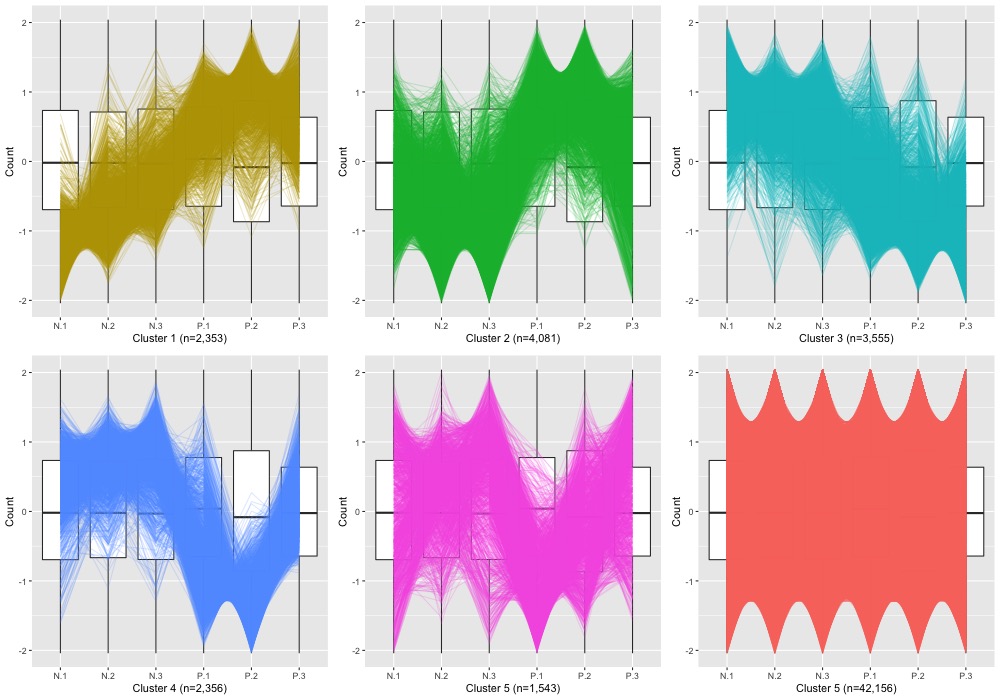 Count
2
1
0
-1
-2
N.1 N.2 N.3 P.1 P.2 P.3
Cluster 1 (n=2,353)
Count
2
1
0
-1
-2
N.1 N.2 N.3 P.1 P.2 P.3
Cluster 2 (n=4,081)
Count
2
1
0
-1
-2
N.1 N.2 N.3 P.1 P.2 P.3
Cluster 3 (n=3,555)
Count
2
1
0
-1
-2
N.1 N.2 N.3 P.1 P.2 P.3
Cluster 4 (n=2,356)
Count
2
1
0
-1
-2
N.1 N.2 N.3 P.1 P.2 P.3
Cluster 5 (n=1,543)
Count
2
1
0
-1
-2
N.1 N.2 N.3 P.1 P.2 P.3
Cluster 5 (n=42,156)